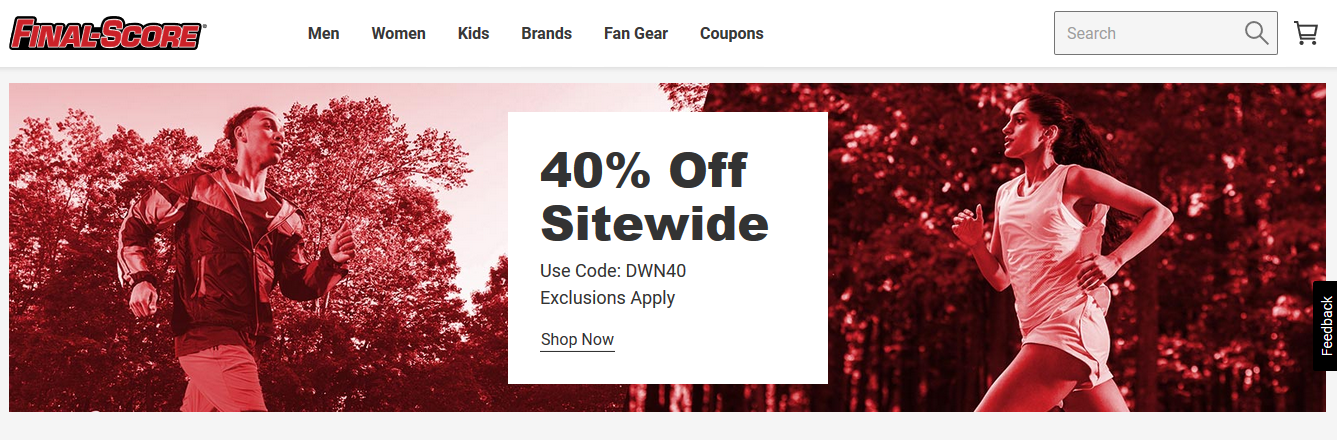 FINAL-SCORE®
Men Women Kids Brands Fan Gear Coupons
Search
40% Off
Sitewide
Use Code: DWN40
Exclusions Apply
Shop Now
Feedback